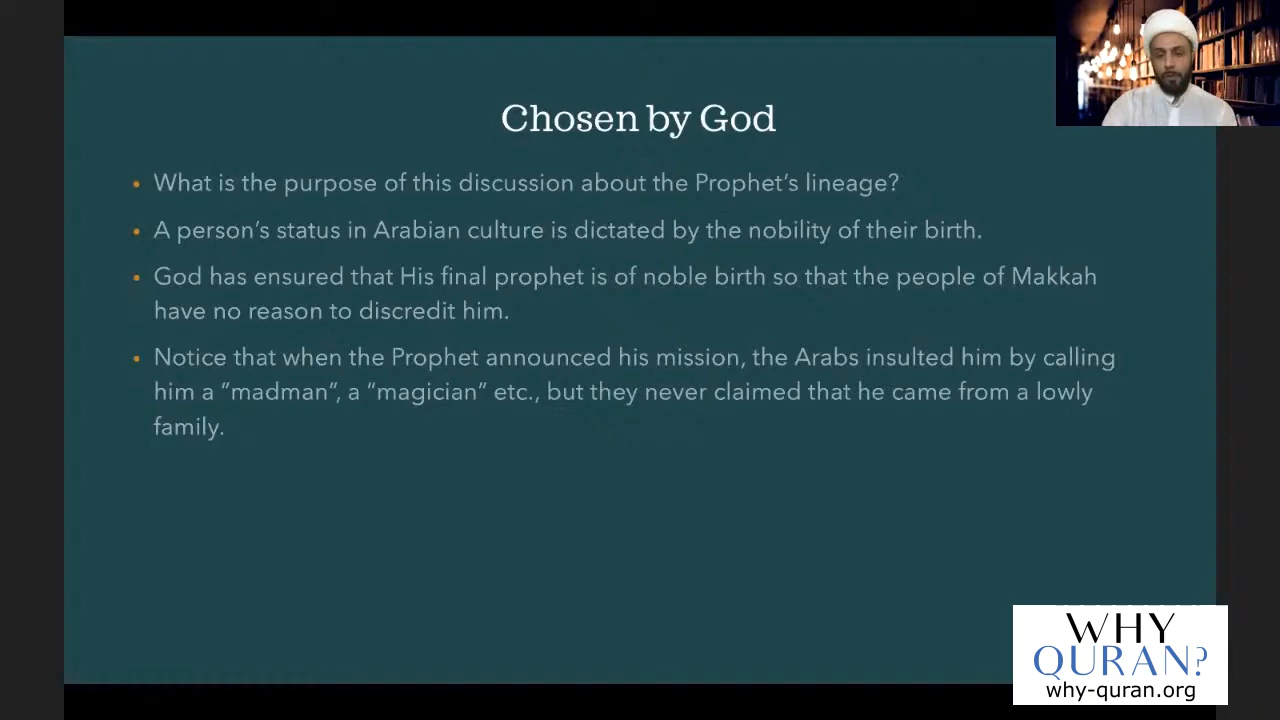 Chosen by God
• What is the purpose of this discussion about the Prophet’s lineage?
• A person’s status in Arabian culture is dictated by the nobility of their birth.
• God has ensured that His final prophet is of noble birth so that the people of Makkah
have no reason to discredit him.
• Notice that when the Prophet announced his mission, the Arabs insulted him by calling
him a ”madman”, a “magician” etc., but they never claimed that he came from a lowly
family.
WHY
QURAN?
why-quran.org